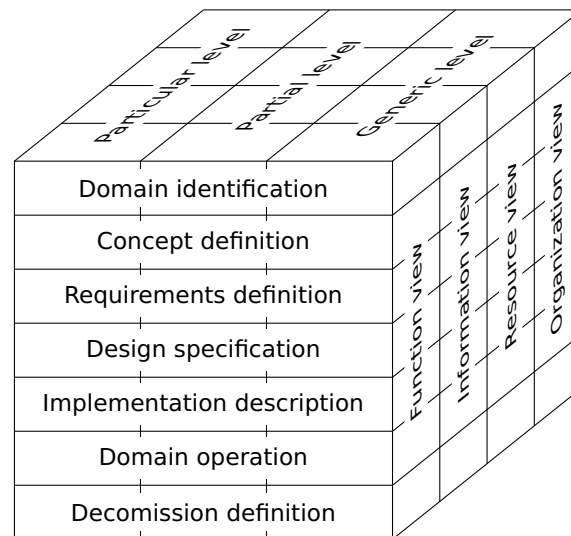 Particular level
Partial level
Generic level
Domain identification
Concept definition
Requirements definition
Design specification
Implementation description
Domain operation
Decomission definition
Function view
Information view
Resource view
Organization view